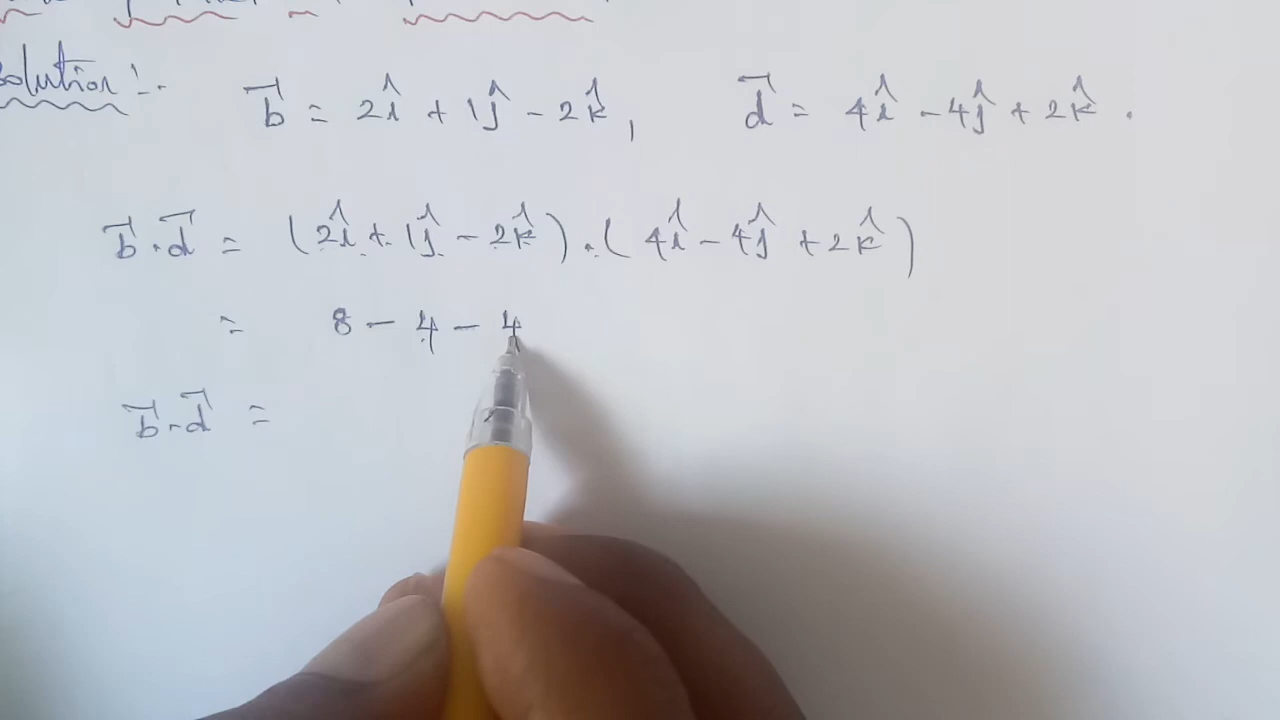 solution :-
b⃗ = 2î + 1ĵ - 2k̂ , d⃗ = 4î - 4ĵ + 2k̂ .
b⃗ . d⃗ = (2î + 1ĵ - 2k̂) . (4î - 4ĵ + 2k̂)
= 8 - 4 - 4
b⃗ . d⃗ =